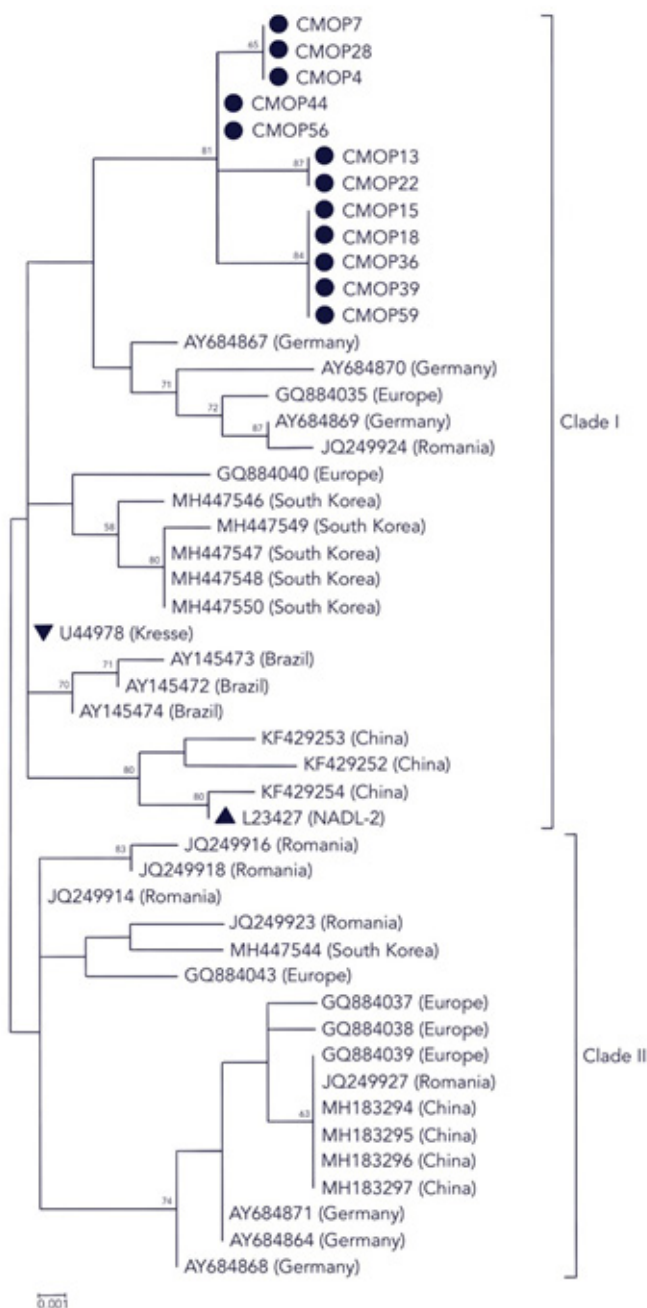 CMOP7
65
CMOP28
CMOP4
CMOP44
CMOP56
81
CMOP13
87
CMOP22
CMOP15
CMOP18
84
CMOP36
CMOP39
CMOP59
AY684867 (Germany)
AY684870 (Germany)
71
GQ884035 (Europe)
72
AY684869 (Germany)
87
JQ249924 (Romania)
Clade I
GQ884040 (Europe)
MH447546 (South Korea)
58
MH447549 (South Korea)
MH447547 (South Korea)
80
MH447548 (South Korea)
MH447550 (South Korea)
U44978 (Kresse)
AY145473 (Brazil)
71
AY145472 (Brazil)
70
AY145474 (Brazil)
KF429253 (China)
KF429252 (China)
80
KF429254 (China)
80
L23427 (NADL-2)
JQ249916 (Romania)
63
JQ249918 (Romania)
JQ249914 (Romania)
JQ249923 (Romania)
MH447544 (South Korea)
GQ884043 (Europe)
GQ884037 (Europe)
GQ884038 (Europe)
GQ884039 (Europe)
Clade II
JQ249927 (Romania)
MH183294 (China)
63
MH183295 (China)
MH183296 (China)
MH183297 (China)
74
AY684871 (Germany)
AY684864 (Germany)
AY684868 (Germany)
0.001